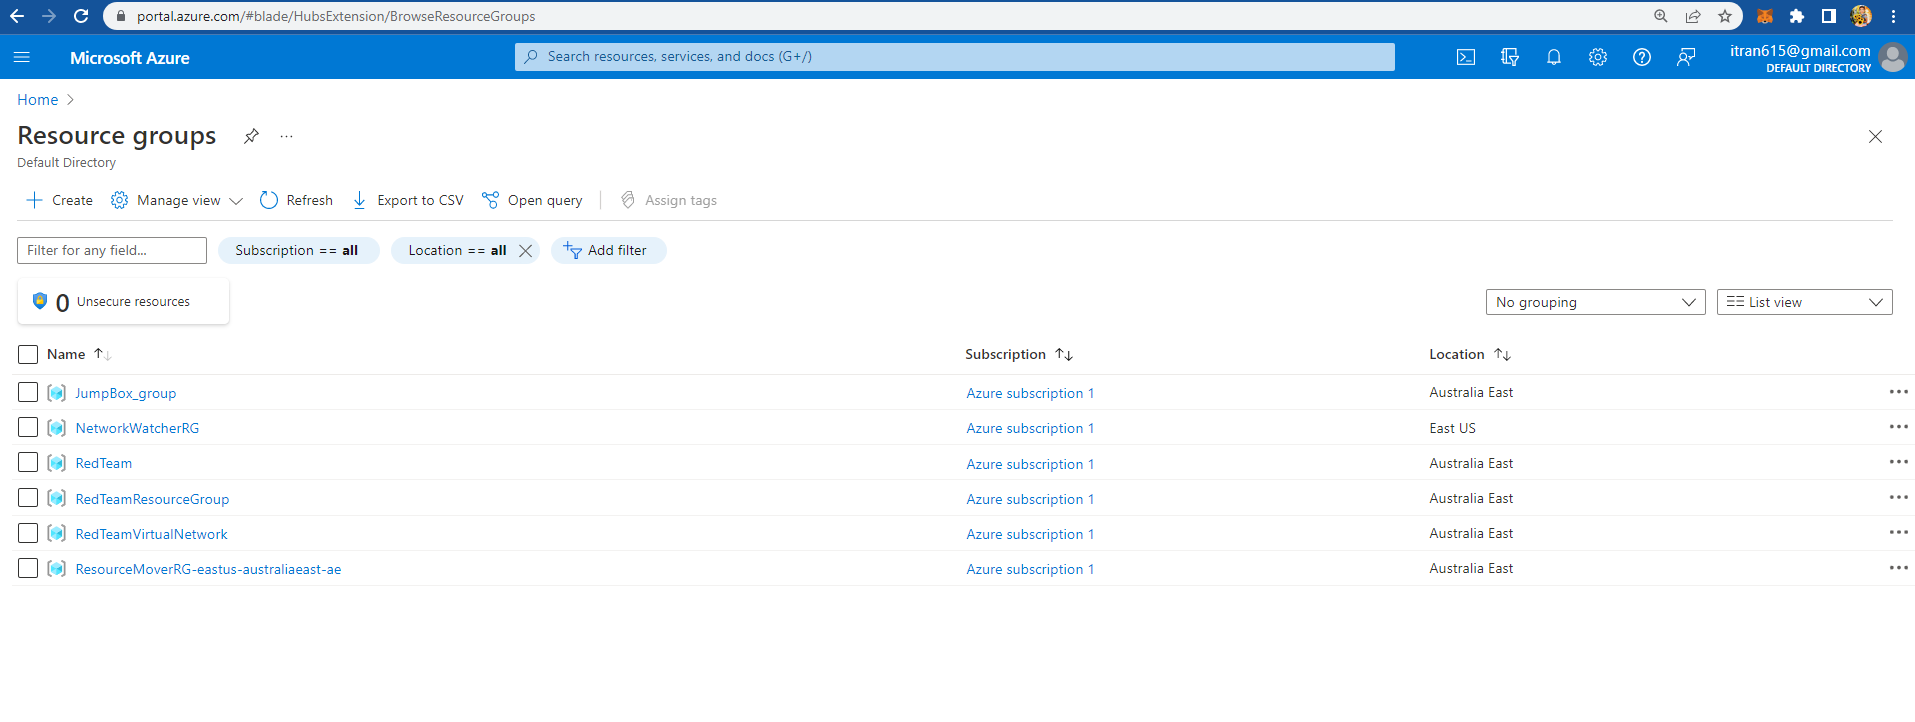 portal.azure.com/#blade/HubsExtension/BrowseResourceGroups
Microsoft Azure
Search resources, services, and docs (G+/)
itran615@gmail.com
DEFAULT DIRECTORY
Home
Resource groups
Default Directory
Create Manage view Refresh Export to CSV Open query Assign tags
Filter for any field... Subscription == all Location == all Add filter
0 Unsecure resources
No grouping List view
Name Subscription Location
JumpBox_group Azure subscription 1 Australia East
NetworkWatcherRG Azure subscription 1 East US
RedTeam Azure subscription 1 Australia East
RedTeamResourceGroup Azure subscription 1 Australia East
RedTeamVirtualNetwork Azure subscription 1 Australia East
ResourceMoverRG-eastus-australiaeast-ae Azure subscription 1 Australia East